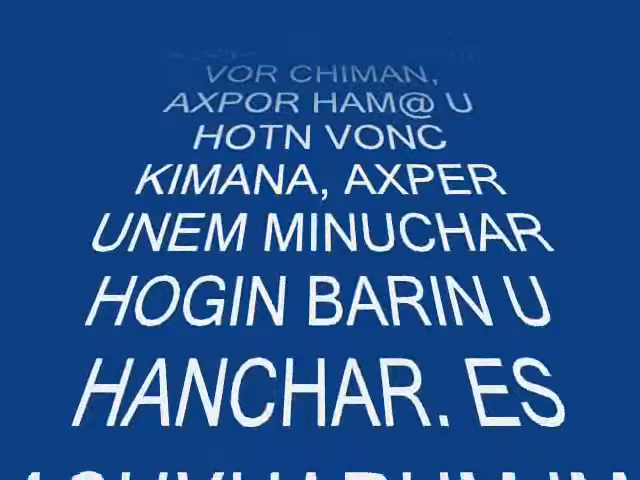 VOR CHIMAN,
AXPOR HAM@ U
HOTN VONC
KIMANA, AXPER
UNEM MINUCHAR
HOGIN BARIN U
HANCHAR. ES